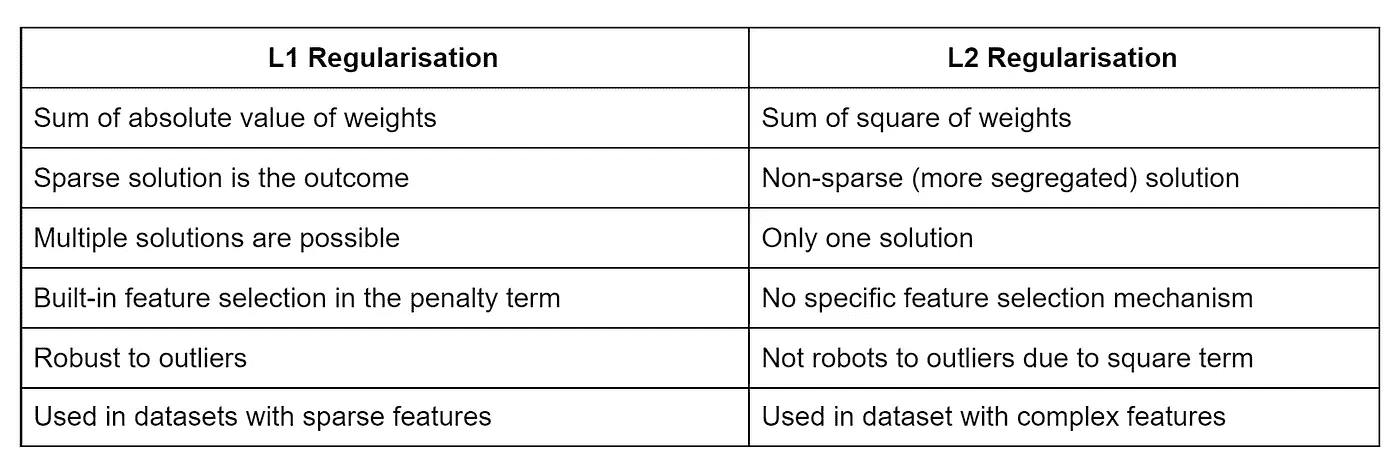 L1 Regularisation
L2 Regularisation
Sum of absolute value of weights
Sum of square of weights
Sparse solution is the outcome
Non-sparse (more segregated) solution
Multiple solutions are possible
Only one solution
Built-in feature selection in the penalty term
No specific feature selection mechanism
Robust to outliers
Not robots to outliers due to square term
Used in datasets with sparse features
Used in dataset with complex features